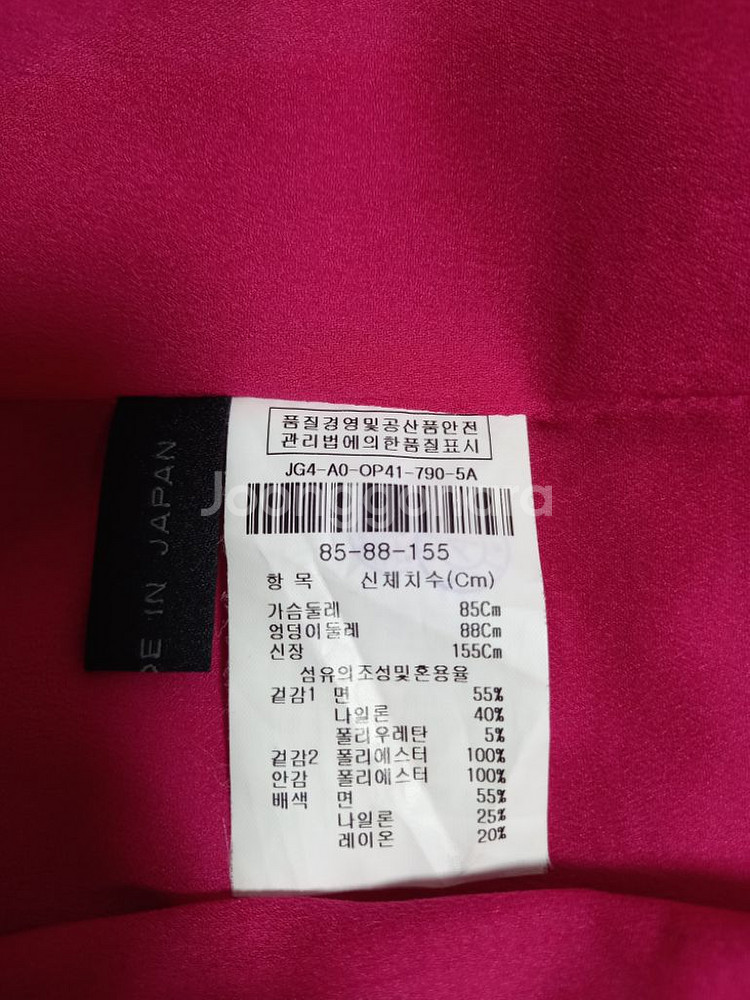 품질경영및공산품안전
관리법에의한품질표시
JG4-A0-OP41-790-5A
Joonggonara
85-88-155
항 목 신체치수(Cm)
가슴둘레 85Cm
엉덩이둘레 88Cm
신장 155Cm
섬유의조성및혼용율
겉감1 면 55%
나일론 40%
폴리우레탄 5%
겉감2 폴리에스터 100%
안감 폴리에스터 100%
배색 면 55%
나일론 25%
레이온 20%
DE IN JAPAN